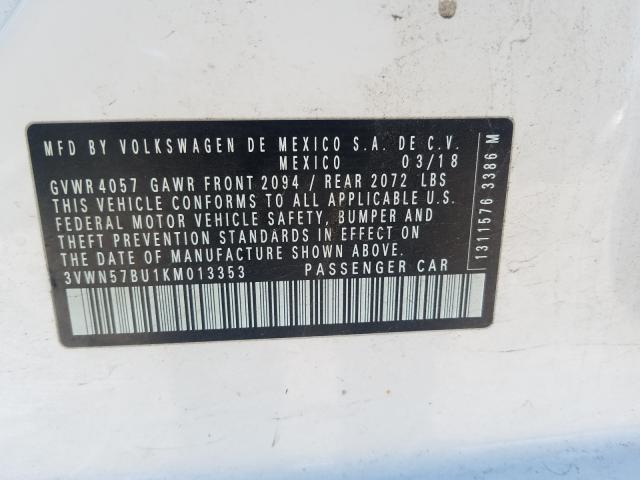 MFD BY VOLKSWAGEN DE MEXICO S.A. DE C.V.
MEXICO 03/18
GVWR 4057 GAWR FRONT 2094 / REAR 2072 LBS
THIS VEHICLE CONFORMS TO ALL APPLICABLE U.S.
FEDERAL MOTOR VEHICLE SAFETY, BUMPER AND
THEFT PREVENTION STANDARDS IN EFFECT ON
THE DATE OF MANUFACTURE SHOWN ABOVE.
3VWN57BU1KM013353 PASSENGER CAR
1311576 3386 M